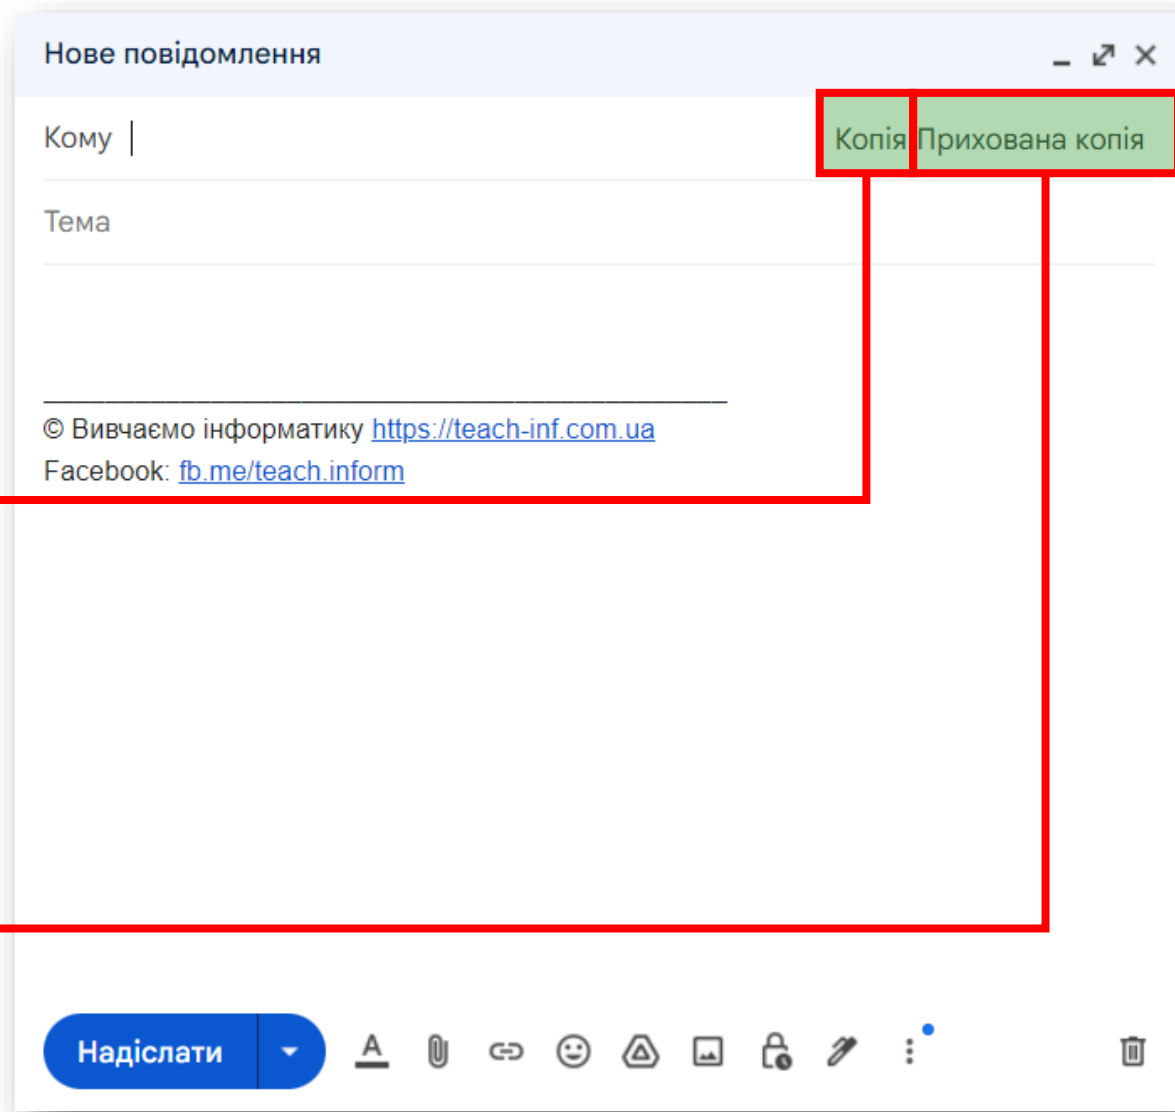 Нове повідомлення
Кому Копія Прихована копія
Тема
© Вивчаємо інформатику https://teach-inf.com.ua
Facebook: fb.me/teach.inform
Надіслати